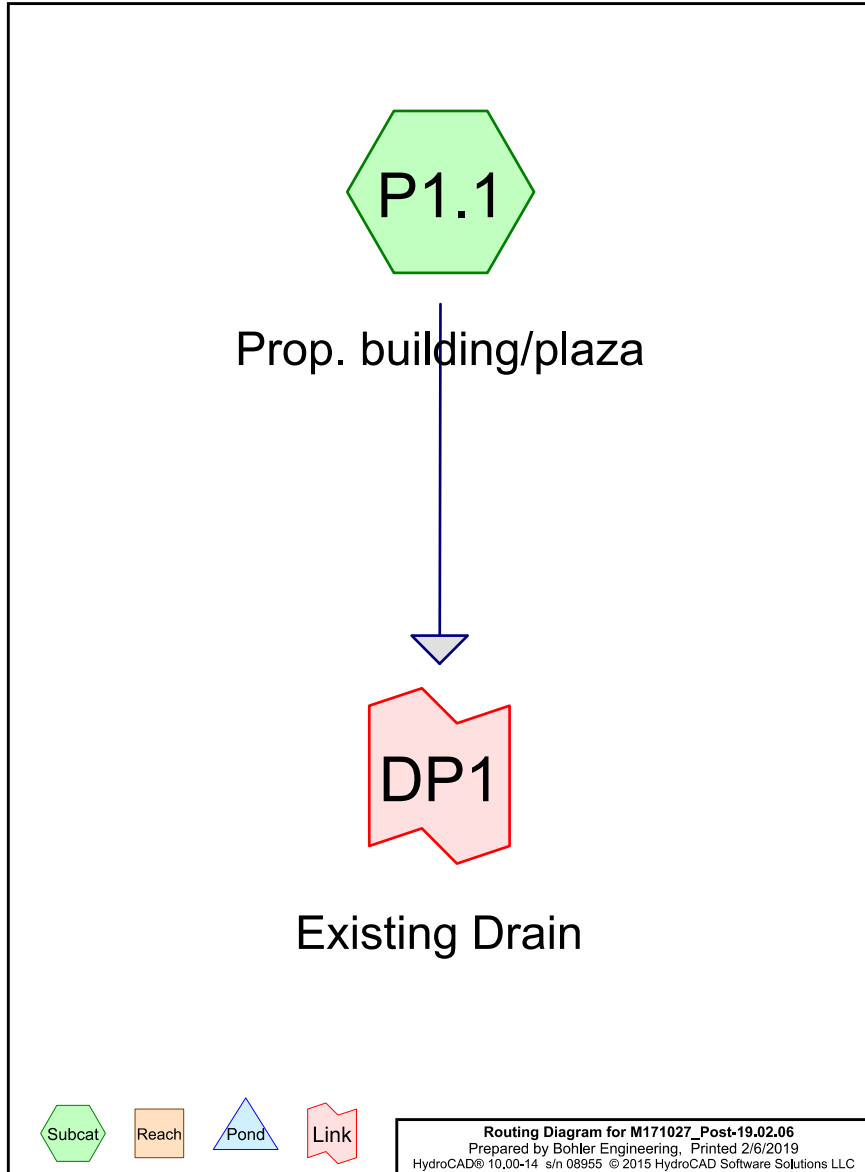 P1.1
Prop. building/plaza
DP1
Existing Drain
Subcat
Reach
Pond
Link
Routing Diagram for M171027_Post-19.02.06
Prepared by Bohler Engineering, Printed 2/6/2019
HydroCAD® 10.00-14 s/n 08955 © 2015 HydroCAD Software Solutions LLC